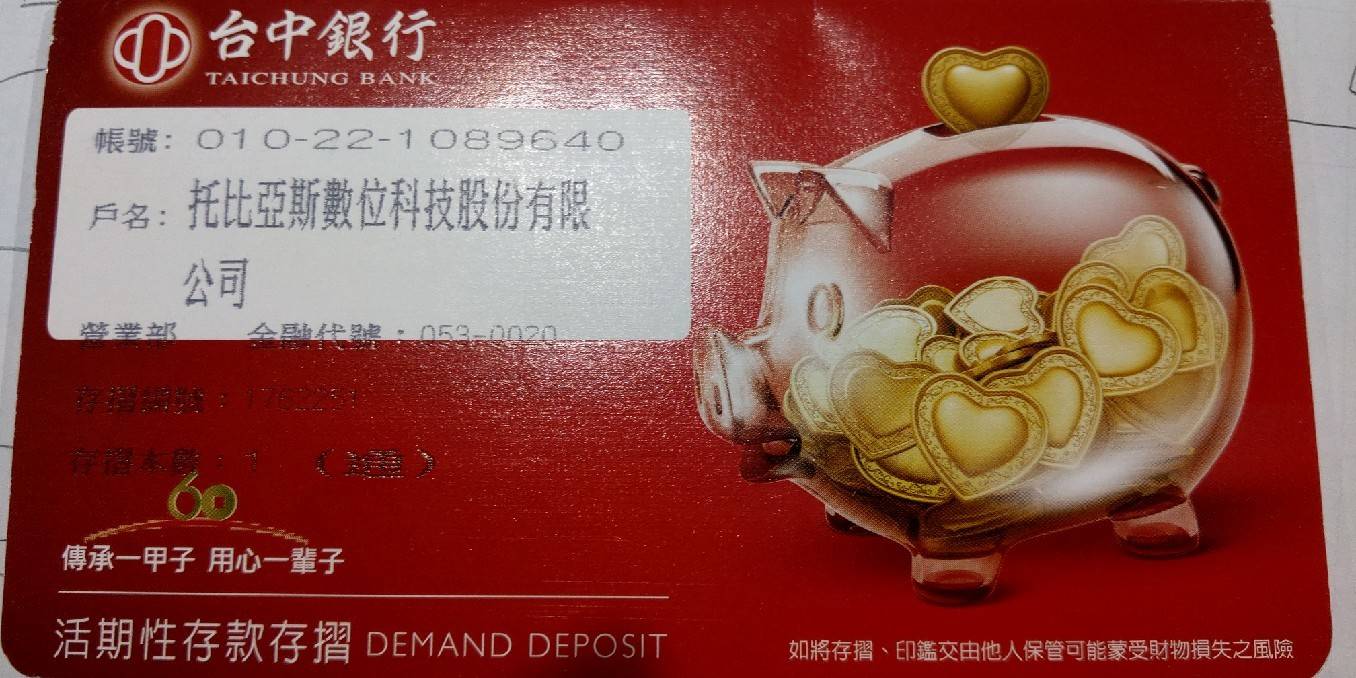 台中銀行
TAICHUNG BANK
帳號：010-22-1089640
戶名：托比亞斯數位科技股份有限
公司
營業部 金融代號：053-0020
存摺編號：1762251
存摺本數：1
60
傳承一甲子 用心一輩子
活期性存款存摺 DEMAND DEPOSIT
如將存摺、印鑑交由他人保管可能蒙受財物損失之風險